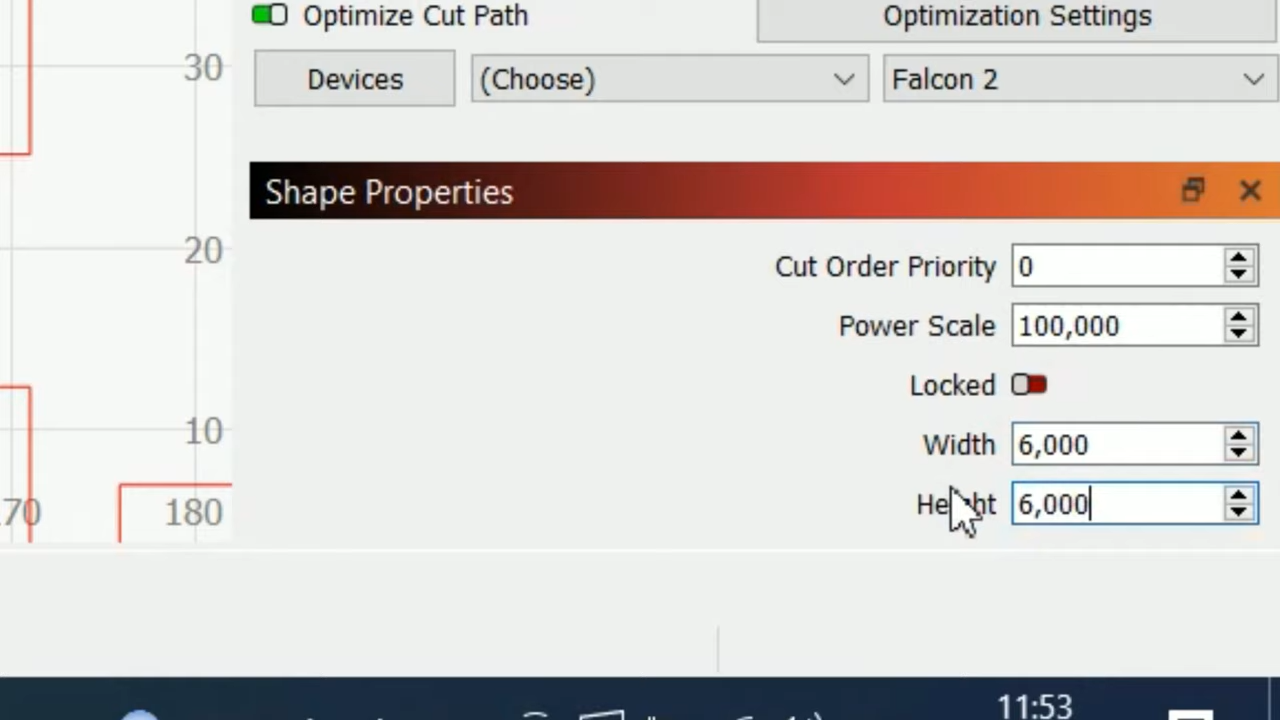 Optimize Cut Path Optimization Settings
30
Devices (Choose) Falcon 2
Shape Properties
20
Cut Order Priority 0
Power Scale 100,000
Locked
10
Width 6,000
70 180
Height 6,000
11:53